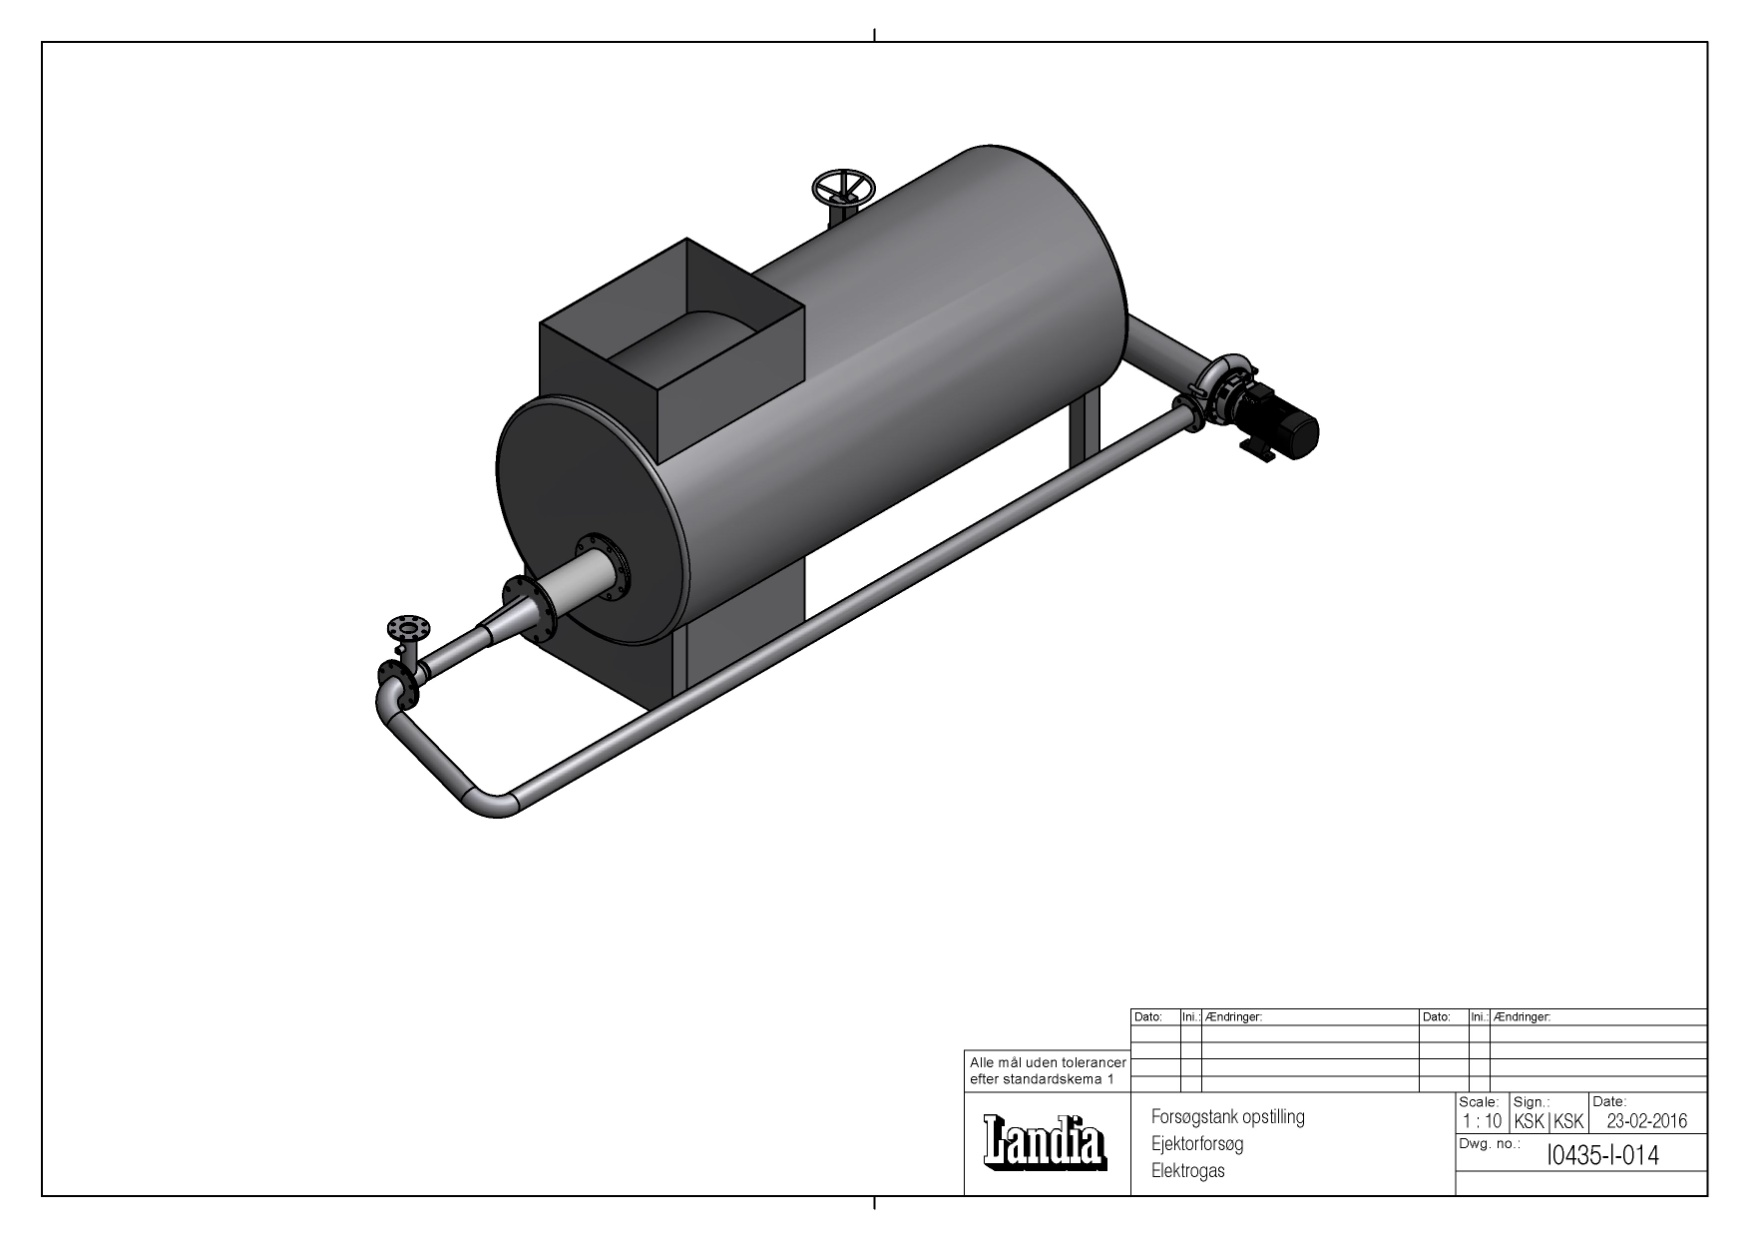 Dato: Ini.: Ændringer: Dato: Ini.: Ændringer:
Alle mål uden tolerancer
efter standardskema 1
Landia
Forsøgstank opstilling
Ejektorforsøg
Elektrogas
Scale: Sign.: Date:
1 : 10 KSK|KSK 23-02-2016
Dwg. no.: I0435-I-014